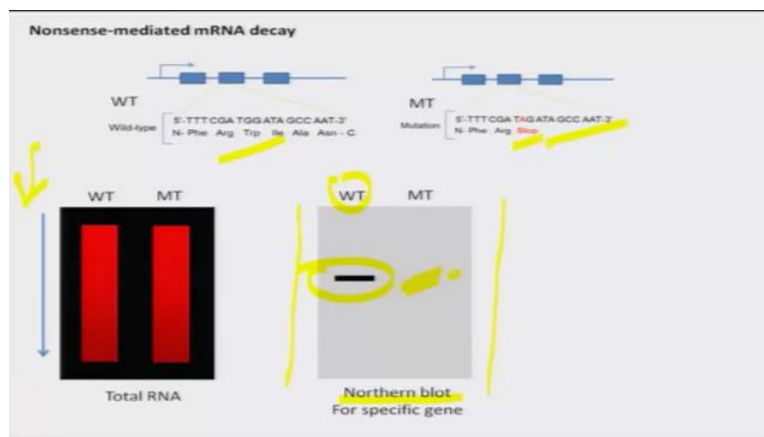 Nonsense-mediated mRNA decay
WT
Wild-type
5'-TTT CGA TGG ATA GCC AAT-3'
N- Phe Arg Trp Ile Ala Asn - C
MT
Mutation
5'-TTT CGA TAG ATA GCC AAT-3'
N- Phe Arg Stop
WT MT
Total RNA
WT MT
Northern blot
For specific gene